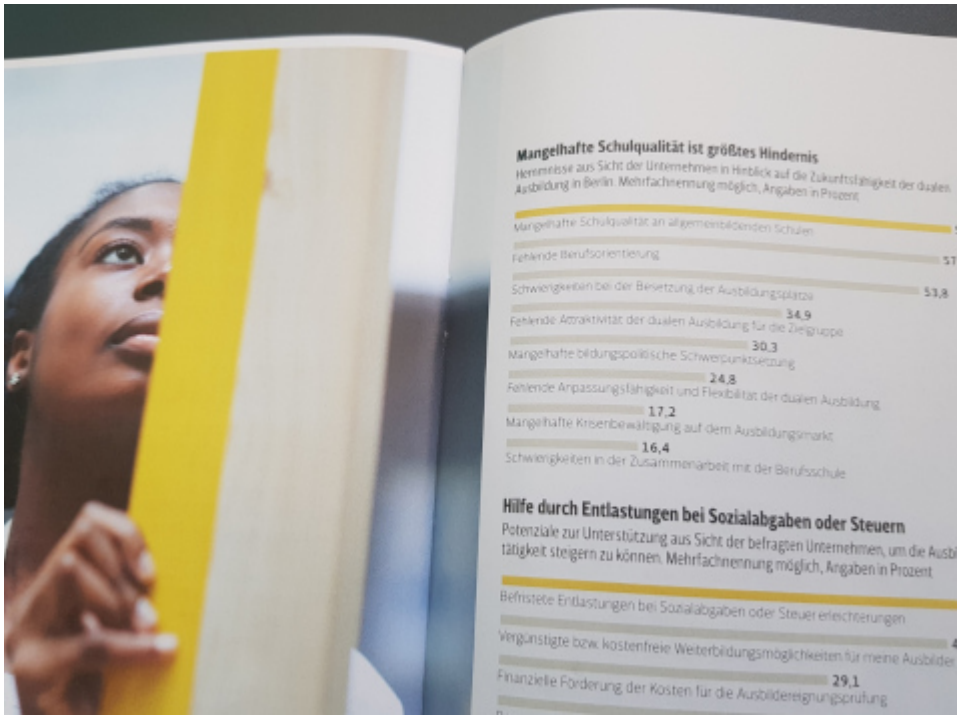 Mangelhafte Schulqualität ist größtes Hindernis
Hemmnisse aus Sicht der Unternehmen in Hinblick auf die Zukunftsfähigkeit der dualen
Ausbildung in Berlin. Mehrfachnennung möglich, Angaben in Prozent
Mangelhafte Schulqualität an allgemeinbildenden Schulen
57
Fehlende Berufsorientierung
53,8
Schwierigkeiten bei der Besetzung der Ausbildungsplätze
34,9
Fehlende Attraktivität der dualen Ausbildung für die Zielgruppe
30,3
Mangelhafte bildungspolitische Schwerpunktsetzung
24,8
Fehlende Anpassungsfähigkeit und Flexibilität der dualen Ausbildung
17,2
Mangelhafte Krisenbewältigung auf dem Ausbildungsmarkt
16,4
Schwierigkeiten in der Zusammenarbeit mit der Berufsschule
Hilfe durch Entlastungen bei Sozialabgaben oder Steuern
Potenziale zur Unterstützung aus Sicht der befragten Unternehmen, um die Ausbi
tätigkeit steigern zu können. Mehrfachnennung möglich, Angaben in Prozent
Befristete Entlastungen bei Sozialabgaben oder Steuererleichterungen
4
Vergünstigte bzw. kostenfreie Weiterbildungsmöglichkeiten für meine Ausbilder
29,1
Finanzielle Förderung der Kosten für die Ausbildereignungsprüfung